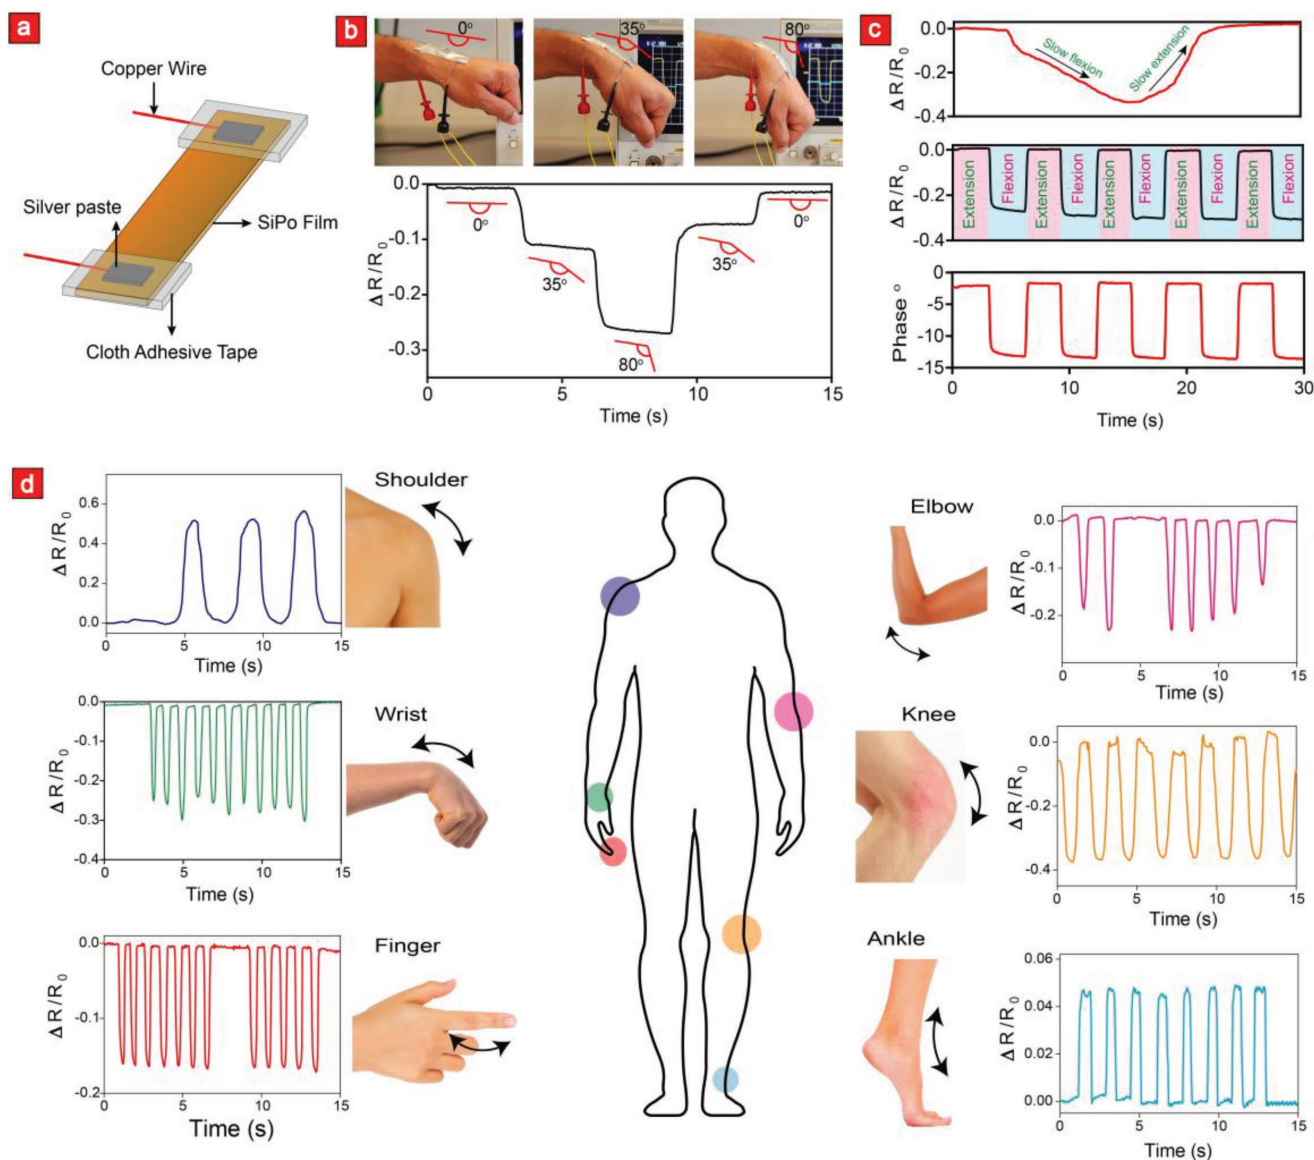 a
Copper Wire
Silver paste
SiPo Film
Cloth Adhesive Tape
b
0°
35°
80°
ΔR/R0
0.0
-0.1
-0.2
-0.3
0°
35°
80°
35°
0°
0 5 10 15
Time (s)
c
ΔR/R0
0.0
-0.2
-0.4
Slow flexion
Slow extension
ΔR/R0
0.0
-0.2
-0.4
Extension
Flexion
Extension
Flexion
Extension
Flexion
Extension
Flexion
Extension
Flexion
Phase °
0
-5
-10
-15
0 10 20 30
Time (s)
d
Shoulder
ΔR/R0
0.6
0.4
0.2
0.0
5 10 15
Time (s)
Wrist
ΔR/R0
0.0
-0.1
-0.2
-0.3
-0.4
0 5 10 15
Time (s)
Finger
ΔR/R0
0.0
-0.1
-0.2
0 5 10 15
Time (s)
Elbow
ΔR/R0
0.0
-0.1
-0.2
0 5 10 15
Time (s)
Knee
ΔR/R0
0.0
-0.2
-0.4
0 5 10 15
Time (s)
Ankle
ΔR/R0
0.06
0.04
0.02
0.00
0 5 10 15
Time (s)